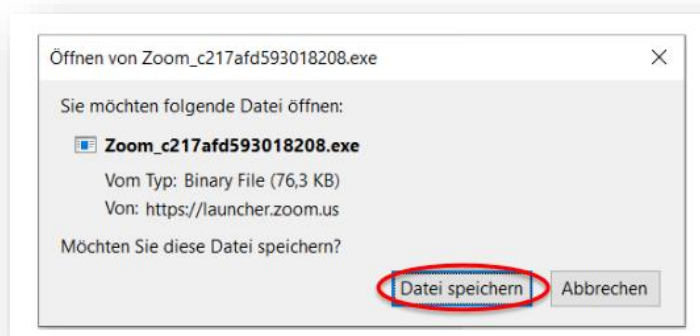 Öffnen von Zoom_c217afd593018208.exe
Sie möchten folgende Datei öffnen:
Zoom_c217afd593018208.exe
Vom Typ: Binary File (76,3 KB)
Von: https://launcher.zoom.us
Möchten Sie diese Datei speichern?
Datei speichern Abbrechen